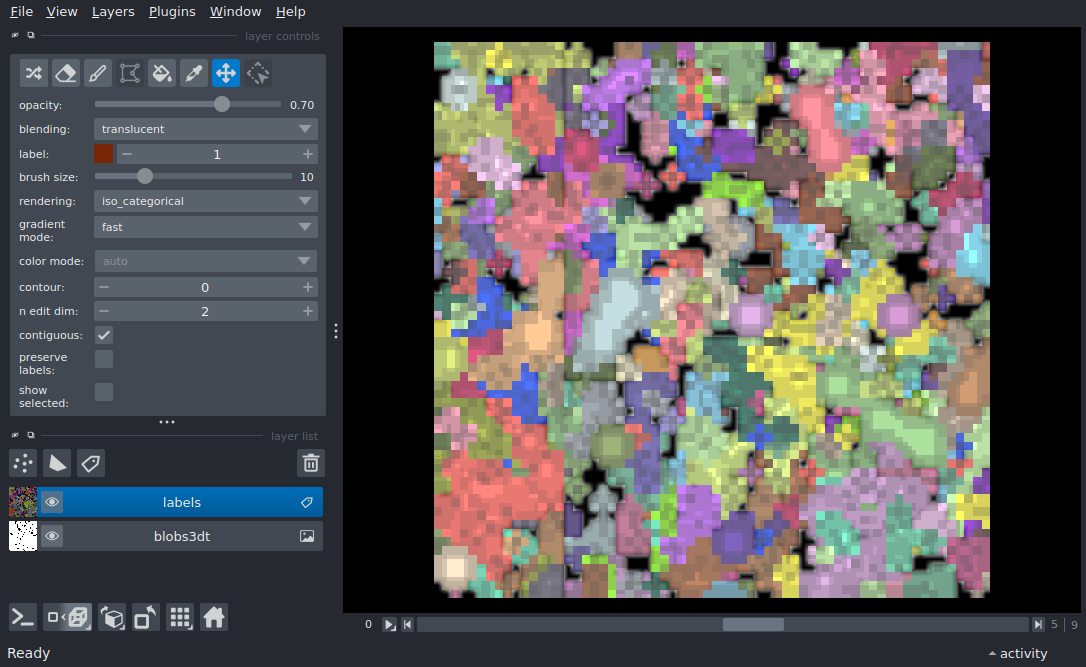 File View Layers Plugins Window Help
layer controls
opacity: 0.70
blending: translucent
label: 1
brush size: 10
rendering: iso_categorical
gradient
mode: fast
color mode: auto
contour: 0
n edit dim: 2
contiguous:
preserve
labels:
show
selected:
layer list
labels
blobs3dt
0 5 | 9
Ready activity